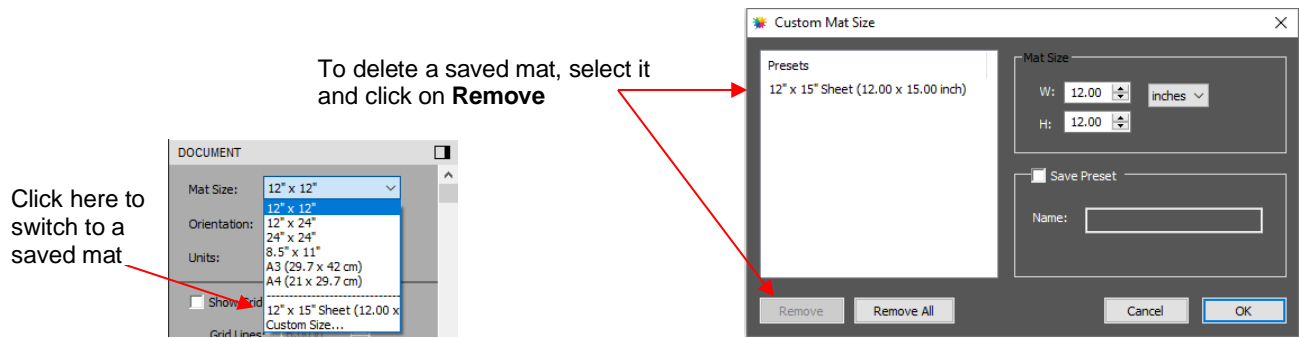 Custom Mat Size
To delete a saved mat, select it
and click on Remove
Presets
12" x 15" Sheet (12.00 x 15.00 inch)
Mat Size
W: 12.00 inches
H: 12.00
Save Preset
Name:
Remove Remove All Cancel OK
Click here to
switch to a
saved mat
DOCUMENT
Mat Size: 12" x 12"
12" x 12"
Orientation: 12" x 24"
24" x 24"
Units: 8.5" x 11"
A3 (29.7 x 42 cm)
A4 (21 x 29.7 cm)
Show Grid
12" x 15" Sheet (12.00 x
Custom Size...
Grid Lines: